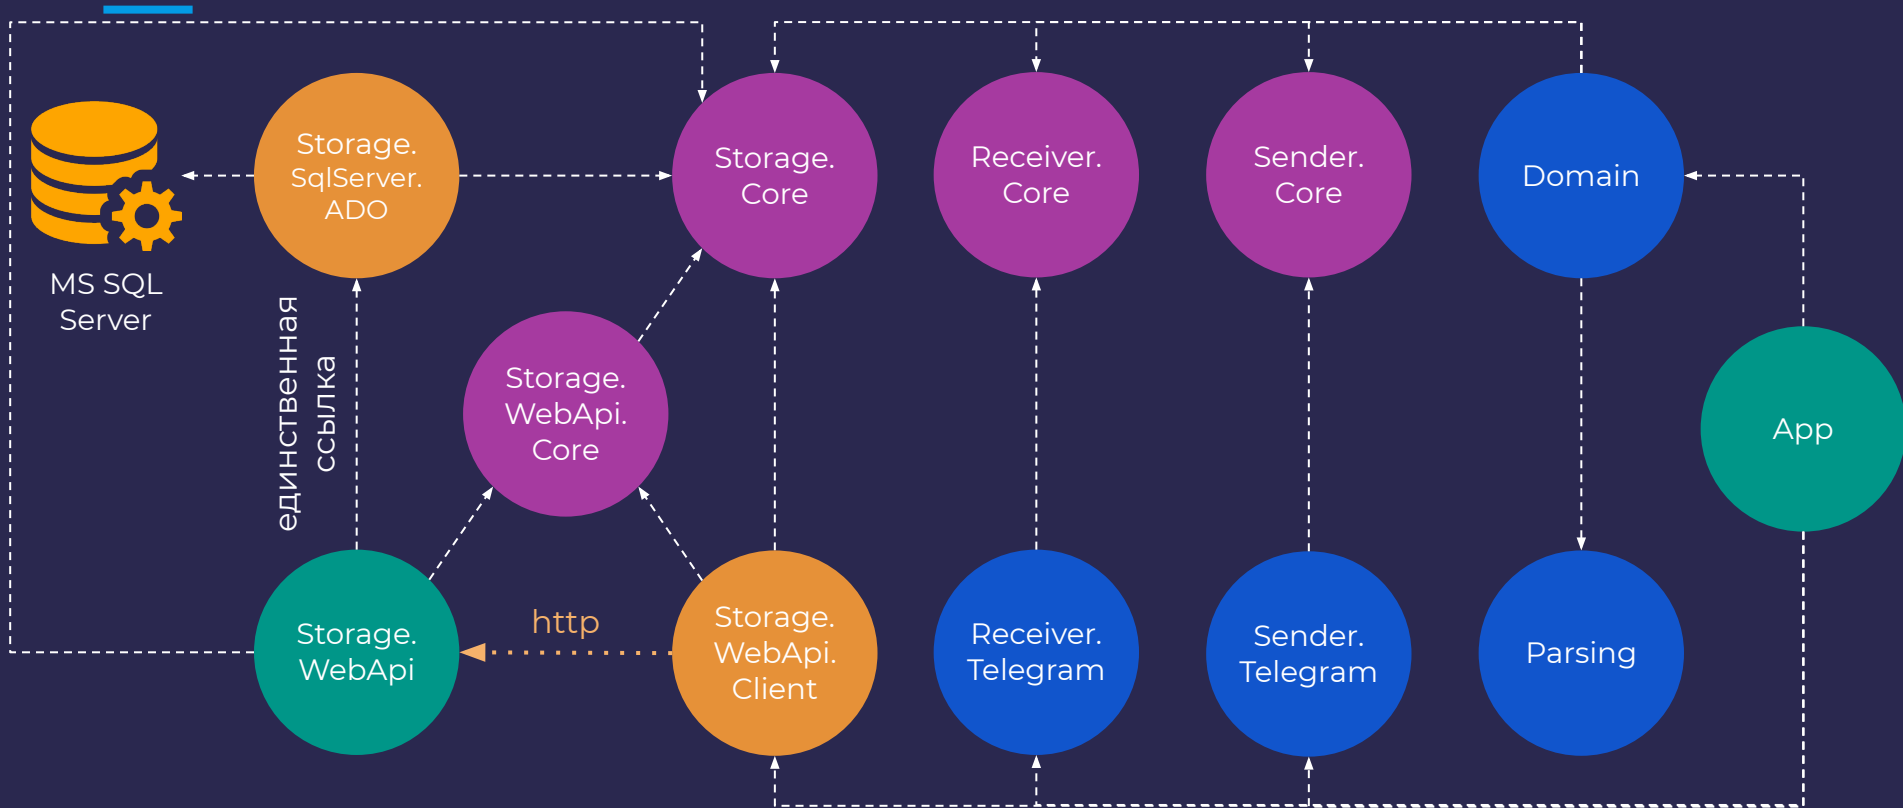 Storage.
SqlServer.
ADO
Storage.
Core
Receiver.
Core
Sender.
Core
Domain
MS SQL
Server
единственная
ссылка
Storage.
WebApi.
Core
App
Storage.
WebApi
http
Storage.
WebApi.
Client
Receiver.
Telegram
Sender.
Telegram
Parsing